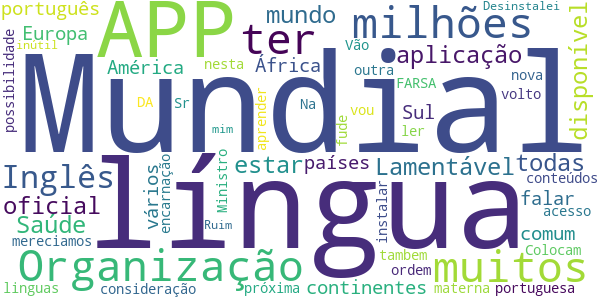 português
Europa
inútil
possibilidade
APP
mundo
ter
milhões
Desinstalei
disponível
América
nesta
África
aplicação
Vão
outra
nova
volto
FARSA
DA
Sr
Na
vou
Sul
ler
aprender
fude
mim
Mundial
língua
Inglês
oficial
Saúde
mereciamos
vários
encarnação
Ministro
Ruim
estar
países
instalar
Lamentável
todas
conteúdos
falar
acesso
comum
Colocam
tambem
ordem
muitos
Organização
linguas
consideração
próxima
continentes
materna
portuguesa